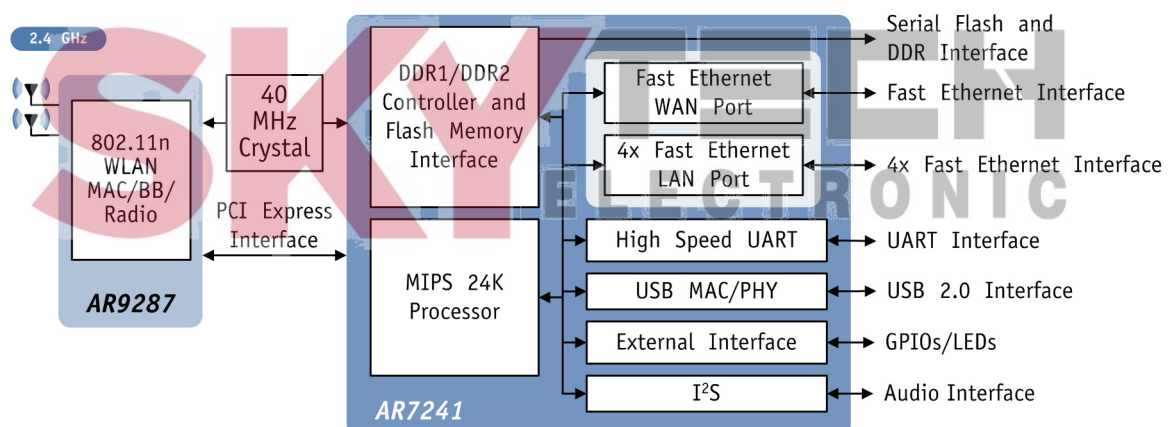 2.4 GHz
802.11n
WLAN
MAC/BB/
Radio
AR9287
40
MHz
Crystal
PCI Express
Interface
DDR1/DDR2
Controller and
Flash Memory
Interface
MIPS 24K
Processor
AR7241
Fast Ethernet
WAN Port
4x Fast Ethernet
LAN Port
High Speed UART
USB MAC/PHY
External Interface
I²S
Serial Flash and
DDR Interface
Fast Ethernet Interface
4x Fast Ethernet Interface
UART Interface
USB 2.0 Interface
GPIOs/LEDs
Audio Interface
SKYTECH
ELECTRONIC